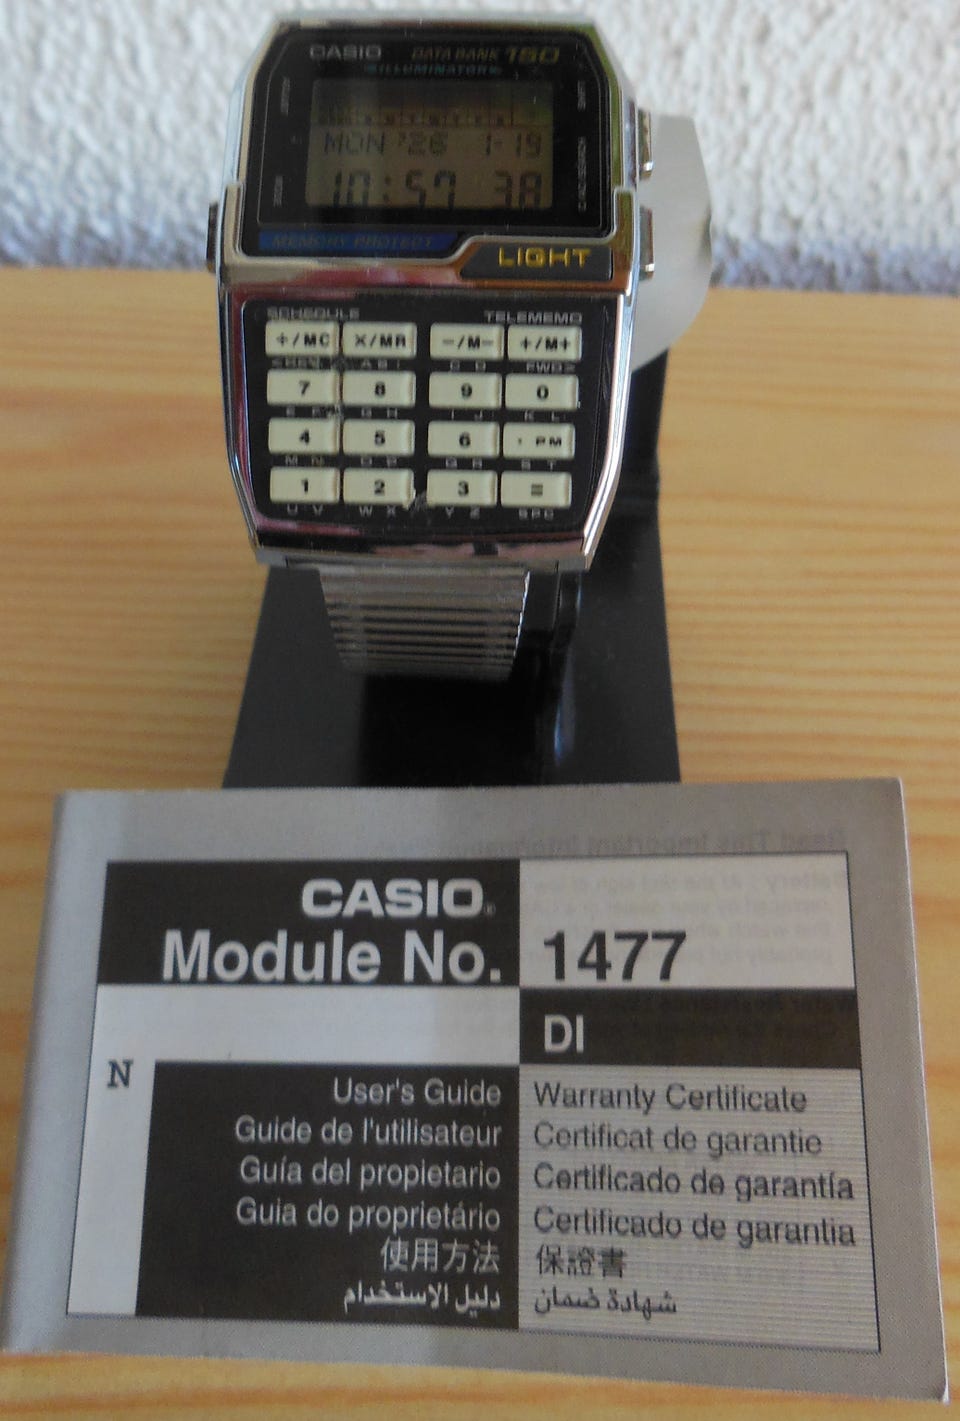 CASIO DATA BANK 150
ILLUMINATOR
MON '26 1-19
10:57 38
MEMORY PROTECT
LIGHT
SCHEDULE TELEMEMO
÷/MC ×/MR −/M− +/M+
A B C D FWD>
7 8 9 0
E F G H I J K L
4 5 6 · PM
M N O P Q R S T
1 2 3 =
U V W X Y Z SPC
CASIO®
Module No. 1477
DI
N
User's Guide
Guide de l'utilisateur
Guía del propietario
Guia do proprietário
使用方法
دليل الاستخدام
Warranty Certificate
Certificat de garantie
Certificado de garantía
Certificado de garantia
保證書
شهادة ضمان